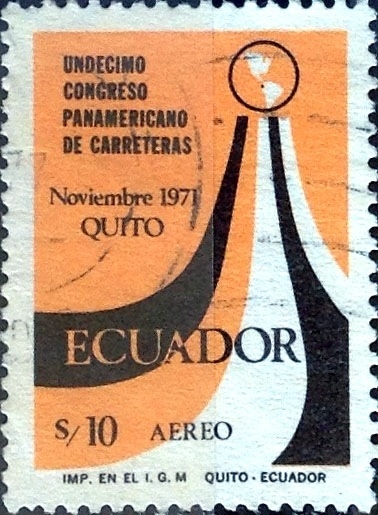 UNDECIMO
CONGRESO
PANAMERICANO
DE CARRETERAS
Noviembre 1971
QUITO
ECUADOR
S/10 AEREO
IMP. EN EL I. G. M QUITO - ECUADOR